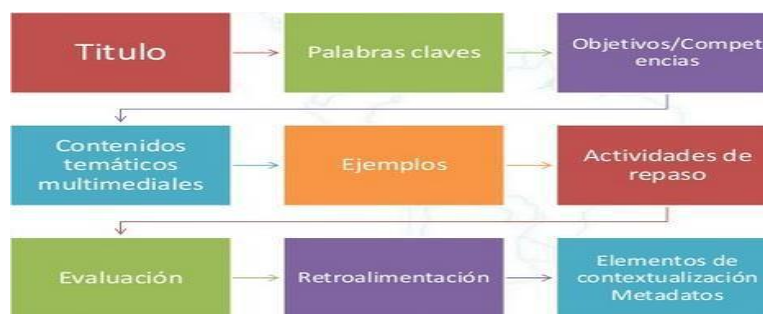 Titulo
Palabras claves
Objetivos/Compet
encias
Contenidos
temáticos
multimediales
Ejemplos
Actividades de
repaso
Evaluación
Retroalimentación
Elementos de
contextualización
Metadatos